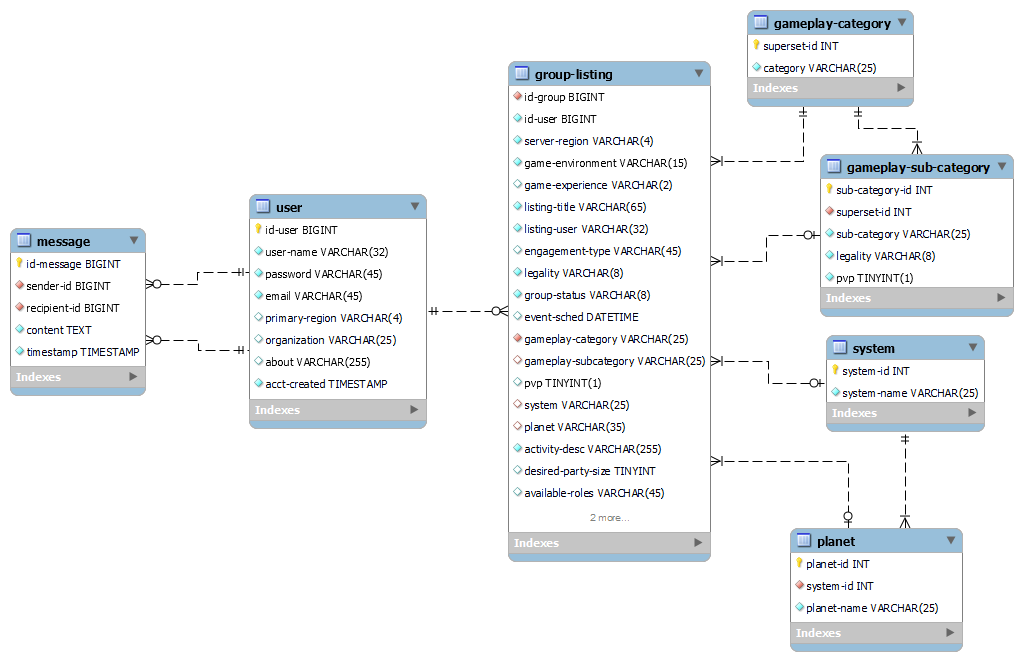 message
id-message BIGINT
sender-id BIGINT
recipient-id BIGINT
content TEXT
timestamp TIMESTAMP
Indexes
user
id-user BIGINT
user-name VARCHAR(32)
password VARCHAR(45)
email VARCHAR(45)
primary-region VARCHAR(4)
organization VARCHAR(25)
about VARCHAR(255)
acct-created TIMESTAMP
Indexes
group-listing
id-group BIGINT
id-user BIGINT
server-region VARCHAR(4)
game-environment VARCHAR(15)
game-experience VARCHAR(2)
listing-title VARCHAR(65)
listing-user VARCHAR(32)
engagement-type VARCHAR(45)
legality VARCHAR(8)
group-status VARCHAR(8)
event-sched DATETIME
gameplay-category VARCHAR(25)
gameplay-subcategory VARCHAR(25)
pvp TINYINT(1)
system VARCHAR(25)
planet VARCHAR(35)
activity-desc VARCHAR(255)
desired-party-size TINYINT
available-roles VARCHAR(45)
2 more...
Indexes
gameplay-category
superset-id INT
category VARCHAR(25)
Indexes
gameplay-sub-category
sub-category-id INT
superset-id INT
sub-category VARCHAR(25)
legality VARCHAR(8)
pvp TINYINT(1)
Indexes
system
system-id INT
system-name VARCHAR(25)
Indexes
planet
planet-id INT
system-id INT
planet-name VARCHAR(25)
Indexes